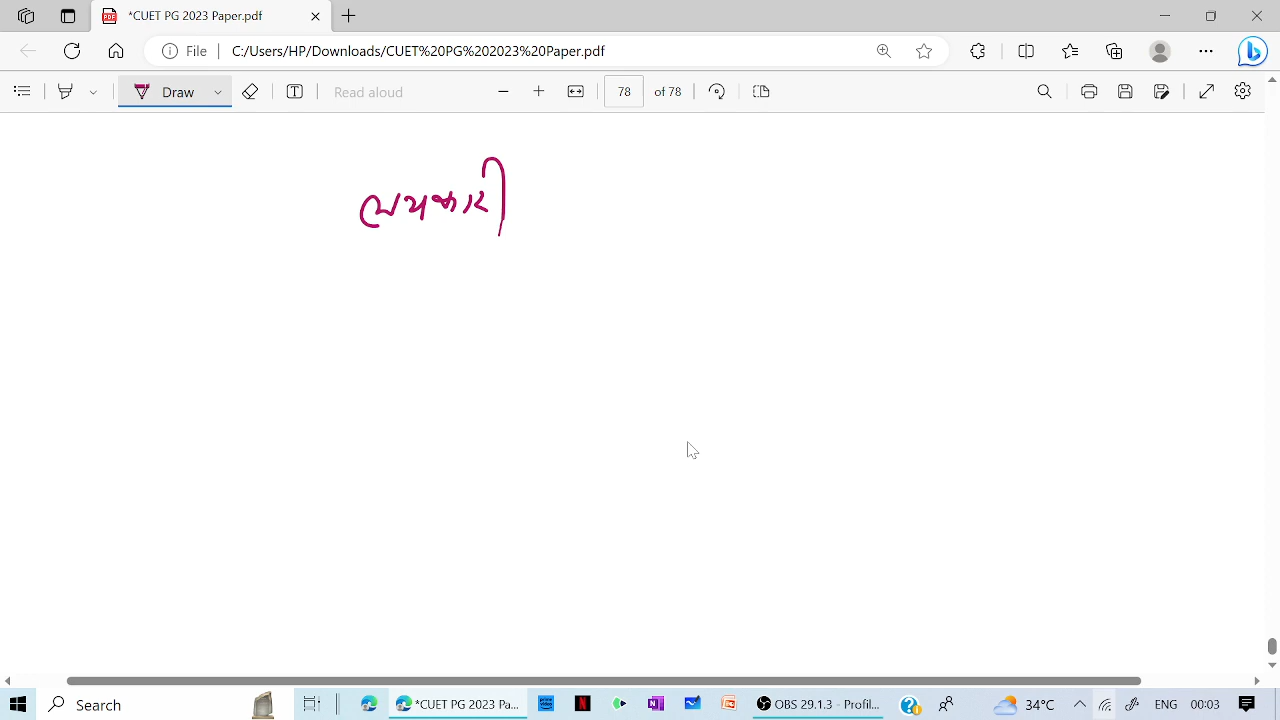 *CUET PG 2023 Paper.pdf
File
C:/Users/HP/Downloads/CUET%20PG%202023%20Paper.pdf
Draw
Read aloud
78
of 78
लयकारी
Search
*CUET PG 2023 Pa...
OBS 29.1.3 - Profil...
34°C
ENG
00:03